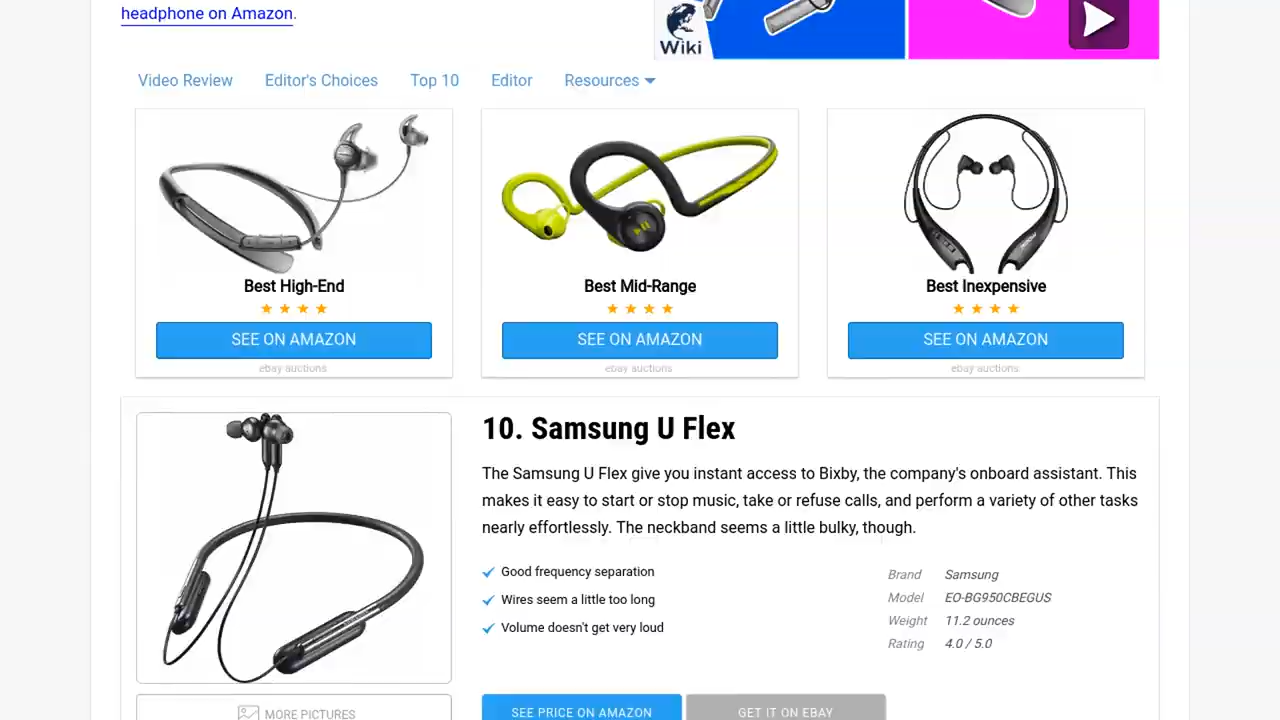 headphone on Amazon.
Wiki
Video Review Editor's Choices Top 10 Editor Resources
Best High-End
SEE ON AMAZON
ebay auctions
Best Mid-Range
SEE ON AMAZON
ebay auctions
Best Inexpensive
SEE ON AMAZON
ebay auctions
10. Samsung U Flex
The Samsung U Flex give you instant access to Bixby, the company's onboard assistant. This
makes it easy to start or stop music, take or refuse calls, and perform a variety of other tasks
nearly effortlessly. The neckband seems a little bulky, though.
Good frequency separation
Wires seem a little too long
Volume doesn't get very loud
Brand Samsung
Model EO-BG950CBEGUS
Weight 11.2 ounces
Rating 4.0 / 5.0
MORE PICTURES
SEE PRICE ON AMAZON
GET IT ON EBAY